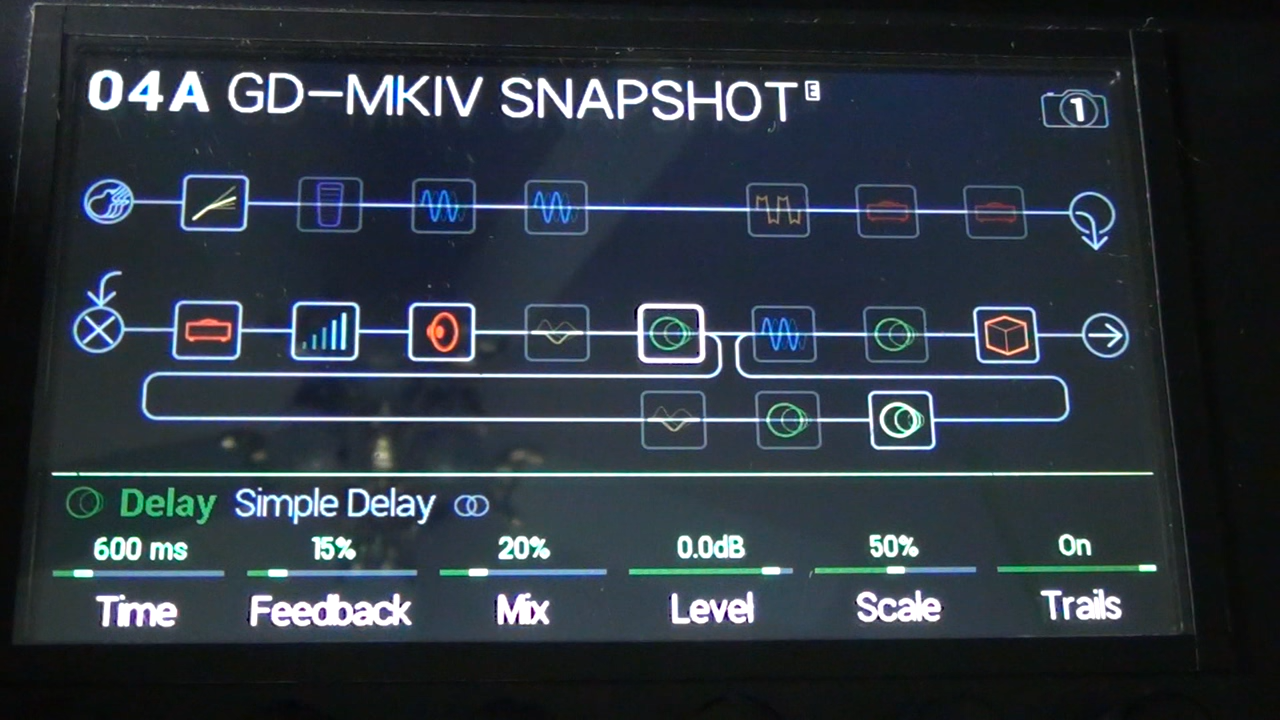 04A GD-MKIV SNAPSHOT E
1
Delay Simple Delay
600 ms 15% 20% 0.0dB 50% On
Time Feedback Mix Level Scale Trails